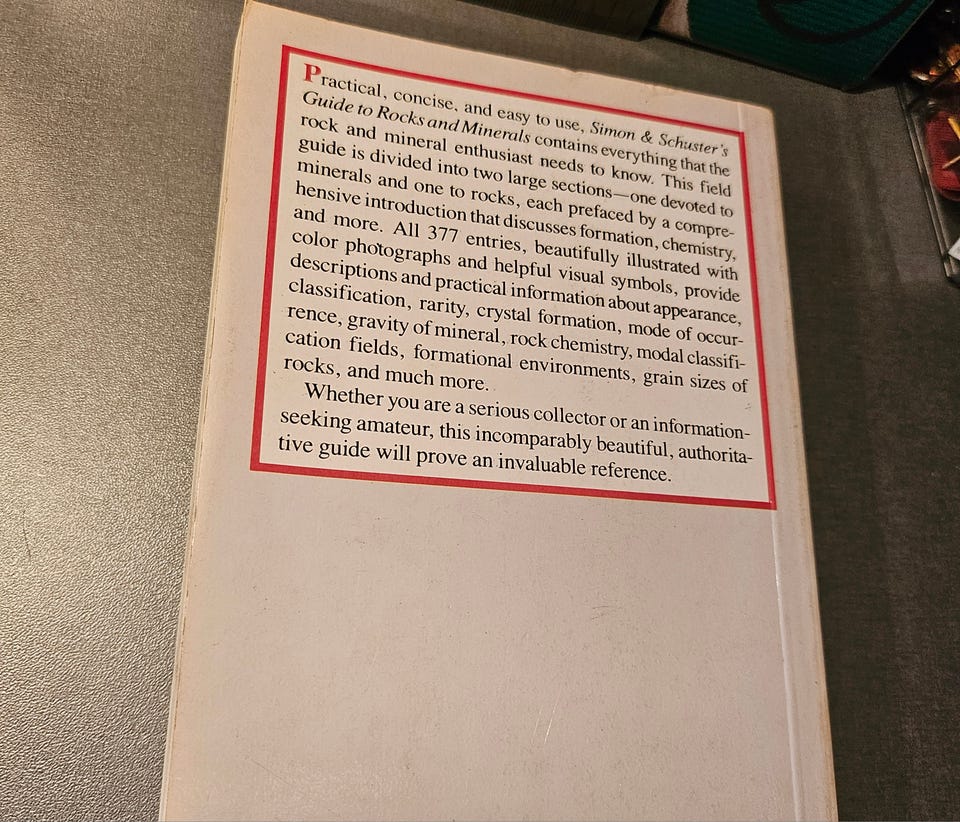 Practical, concise, and easy to use, Simon & Schuster's
Guide to Rocks and Minerals contains everything that the
rock and mineral enthusiast needs to know. This field
guide is divided into two large sections—one devoted to
minerals and one to rocks, each prefaced by a compre-
hensive introduction that discusses formation, chemistry,
and more. All 377 entries, beautifully illustrated with
color photographs and helpful visual symbols, provide
descriptions and practical information about appearance,
classification, rarity, crystal formation, mode of occur-
rence, gravity of mineral, rock chemistry, modal classifi-
cation fields, formational environments, grain sizes of
rocks, and much more.
Whether you are a serious collector or an information-
seeking amateur, this incomparably beautiful, authorita-
tive guide will prove an invaluable reference.